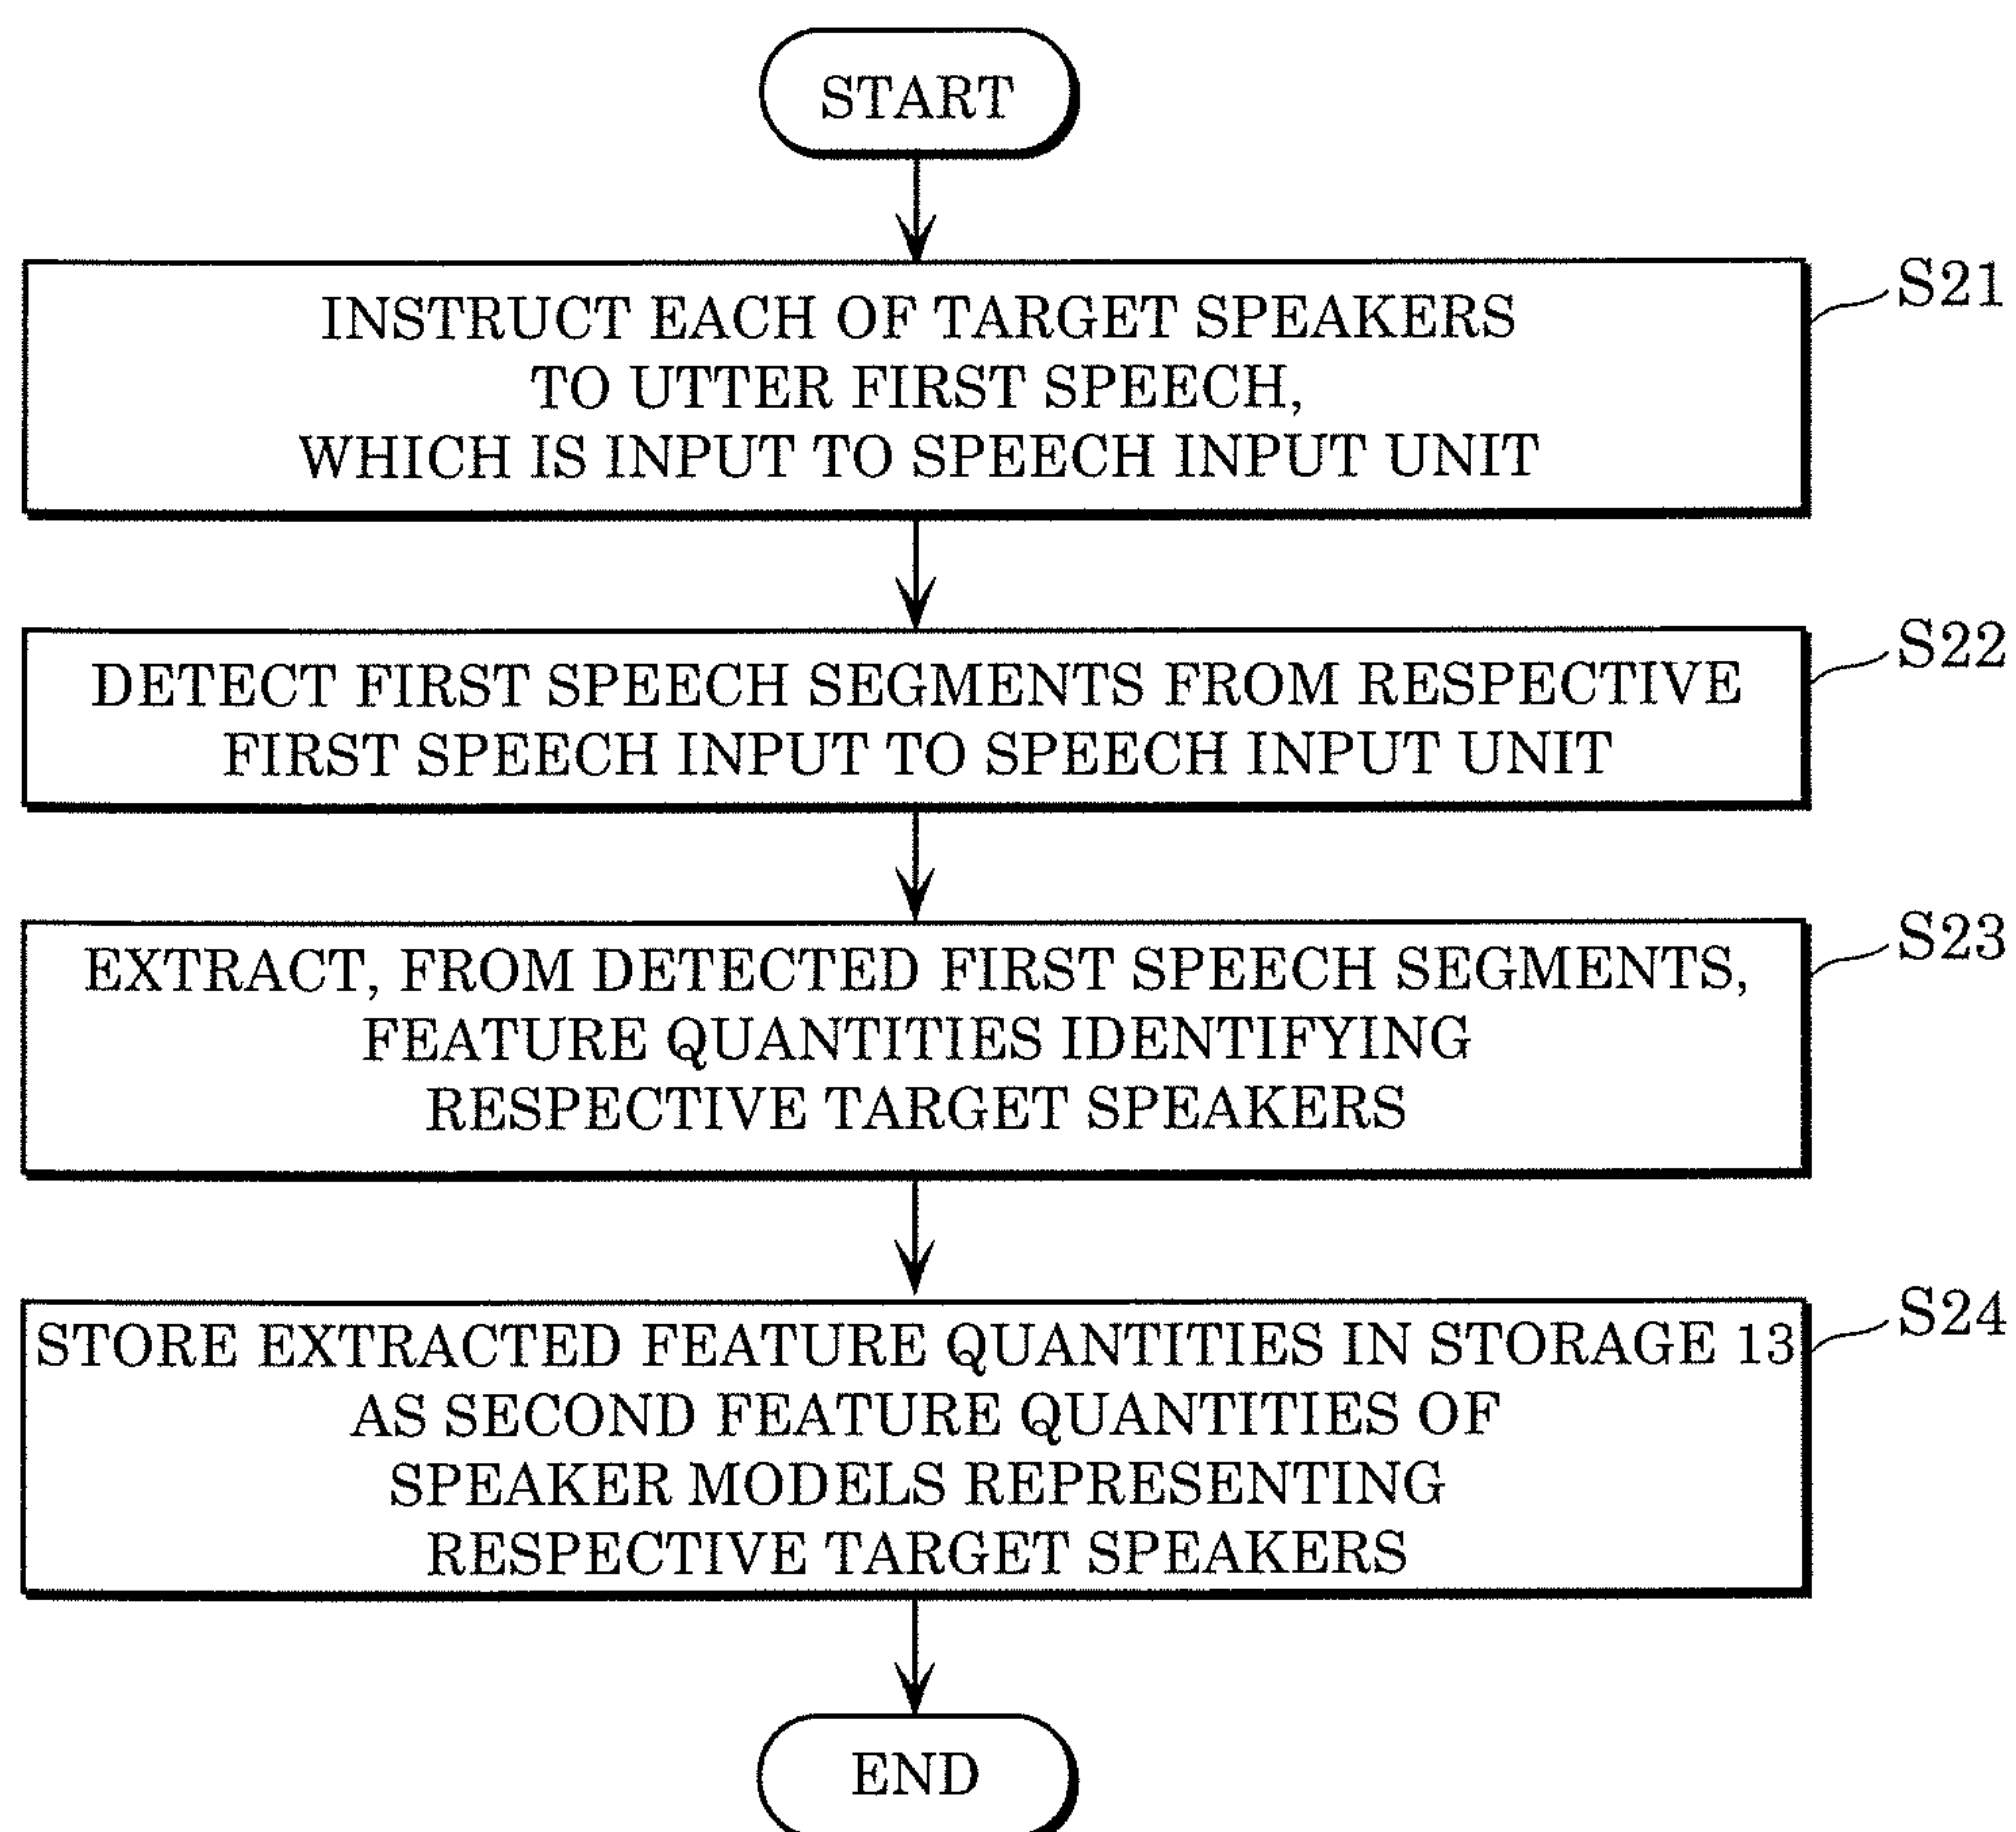 START
S21
INSTRUCT EACH OF TARGET SPEAKERS
TO UTTER FIRST SPEECH,
WHICH IS INPUT TO SPEECH INPUT UNIT
S22
DETECT FIRST SPEECH SEGMENTS FROM RESPECTIVE
FIRST SPEECH INPUT TO SPEECH INPUT UNIT
S23
EXTRACT, FROM DETECTED FIRST SPEECH SEGMENTS,
FEATURE QUANTITIES IDENTIFYING
RESPECTIVE TARGET SPEAKERS
S24
STORE EXTRACTED FEATURE QUANTITIES IN STORAGE 13
AS SECOND FEATURE QUANTITIES OF
SPEAKER MODELS REPRESENTING
RESPECTIVE TARGET SPEAKERS
END